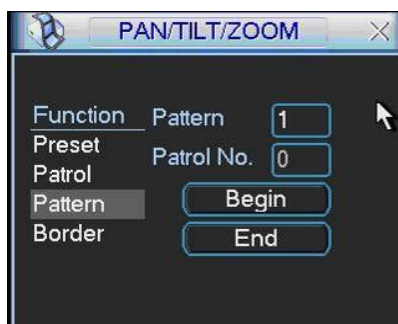 PAN/TILT/ZOOM
Function Pattern 1
Preset
Patrol No. 0
Patrol
Pattern Begin
Border End